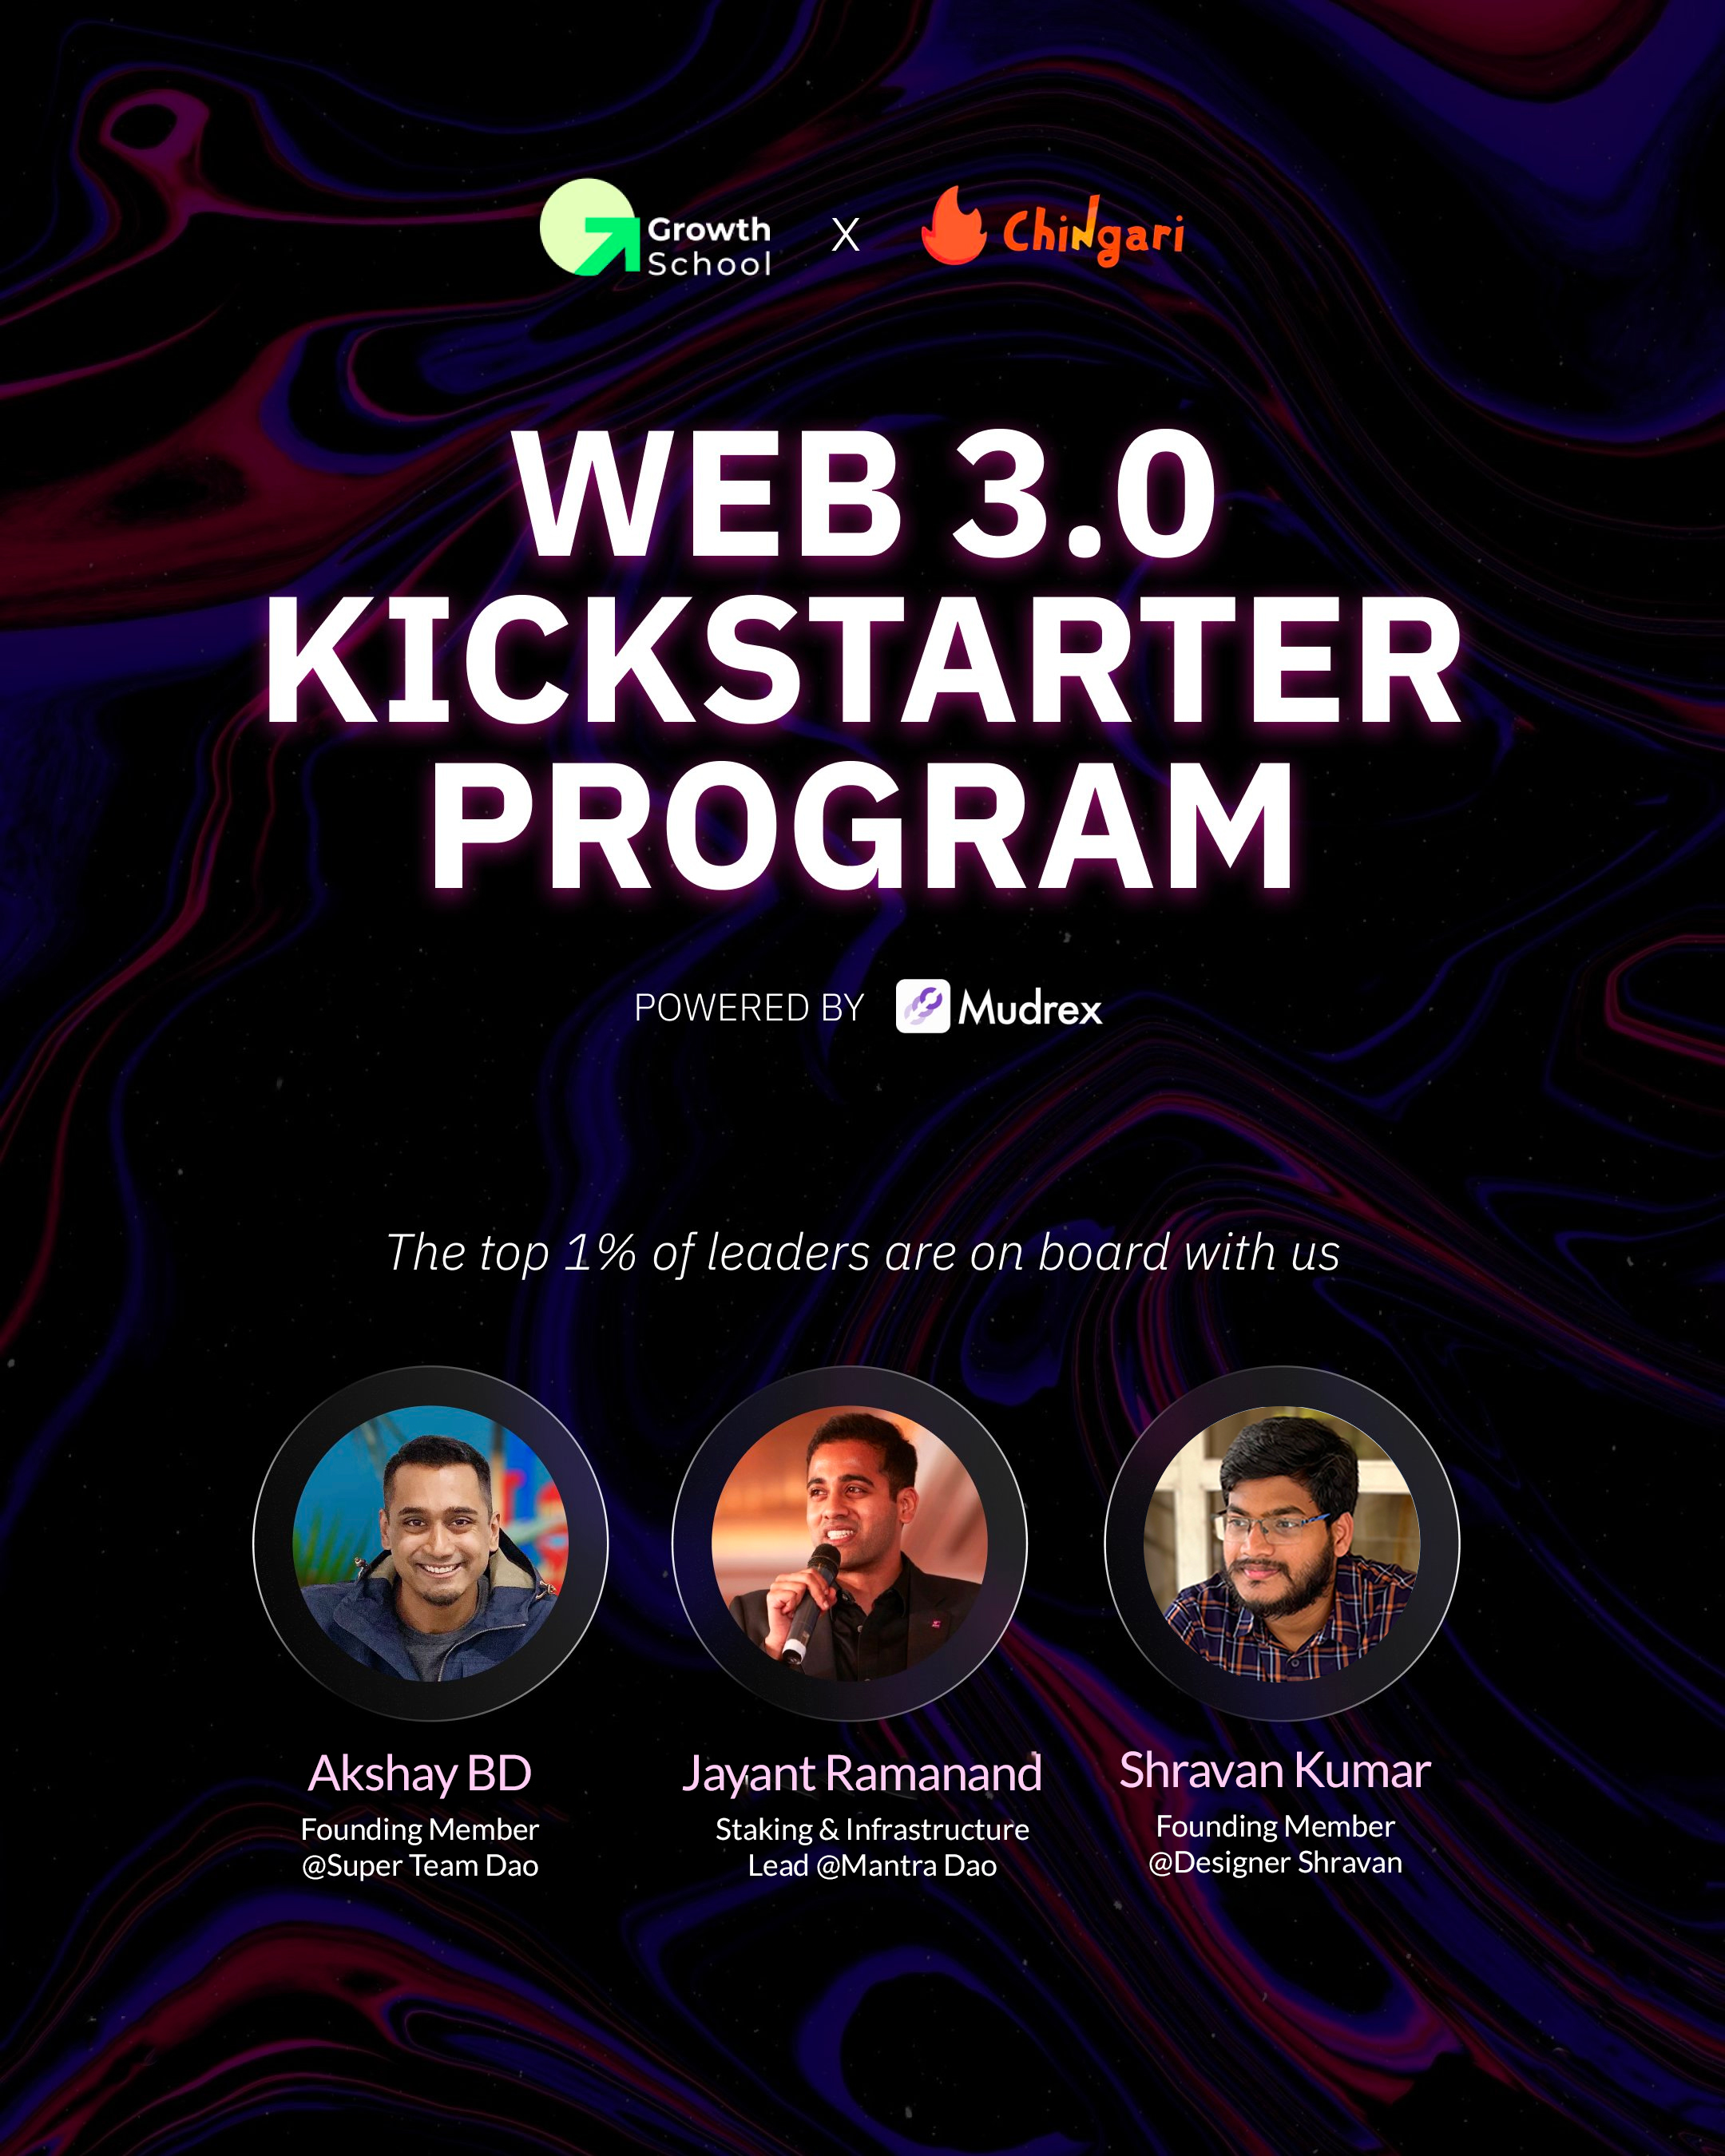 Growth
School
X
Chingari
WEB 3.0
KICKSTARTER
PROGRAM
POWERED BY Mudrex
The top 1% of leaders are on board with us
Akshay BD
Founding Member
@Super Team Dao
Jayant Ramanand
Staking & Infrastructure
Lead @Mantra Dao
Shravan Kumar
Founding Member
@Designer Shravan